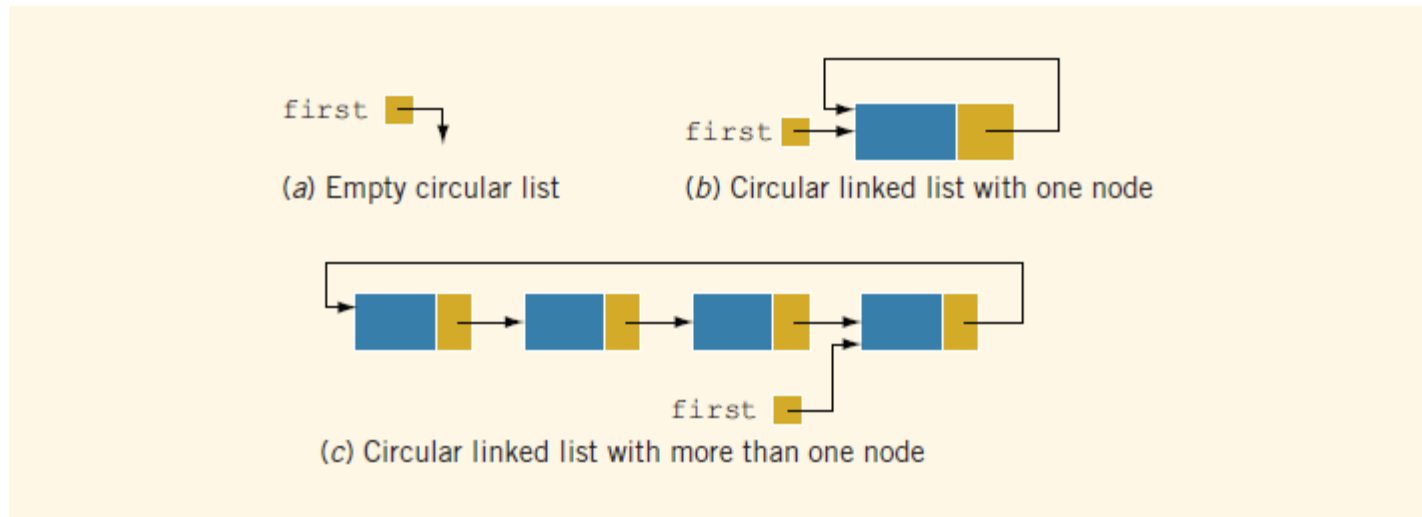 first
first
(a) Empty circular list
(b) Circular linked list with one node
first
(c) Circular linked list with more than one node